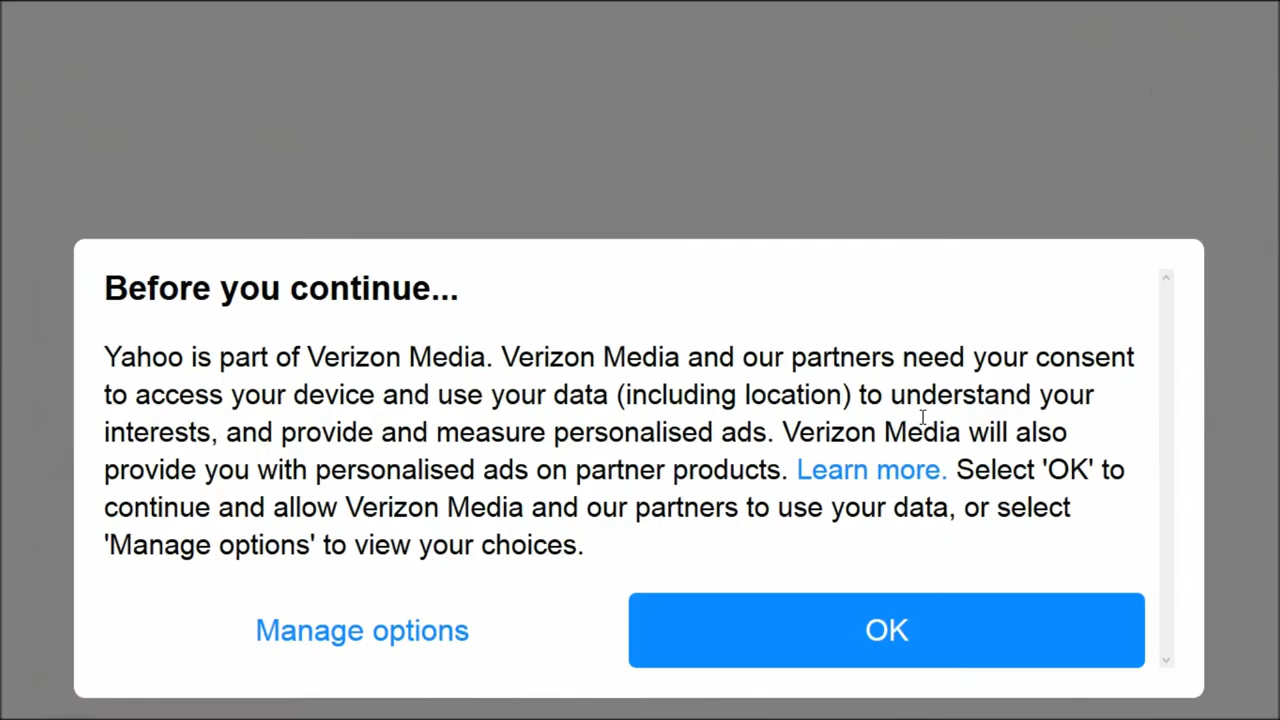 Before you continue...
Yahoo is part of Verizon Media. Verizon Media and our partners need your consent
to access your device and use your data (including location) to understand your
interests, and provide and measure personalised ads. Verizon Media will also
provide you with personalised ads on partner products. Learn more. Select 'OK' to
continue and allow Verizon Media and our partners to use your data, or select
'Manage options' to view your choices.
Manage options
OK